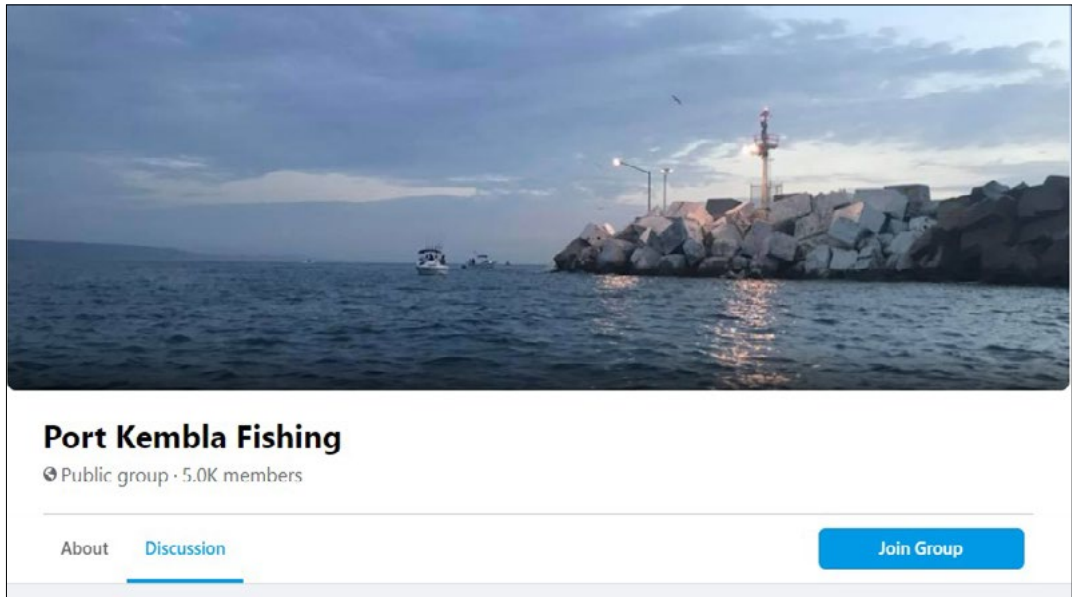 Port Kembla Fishing
Public group · 5.0K members
About Discussion
Join Group